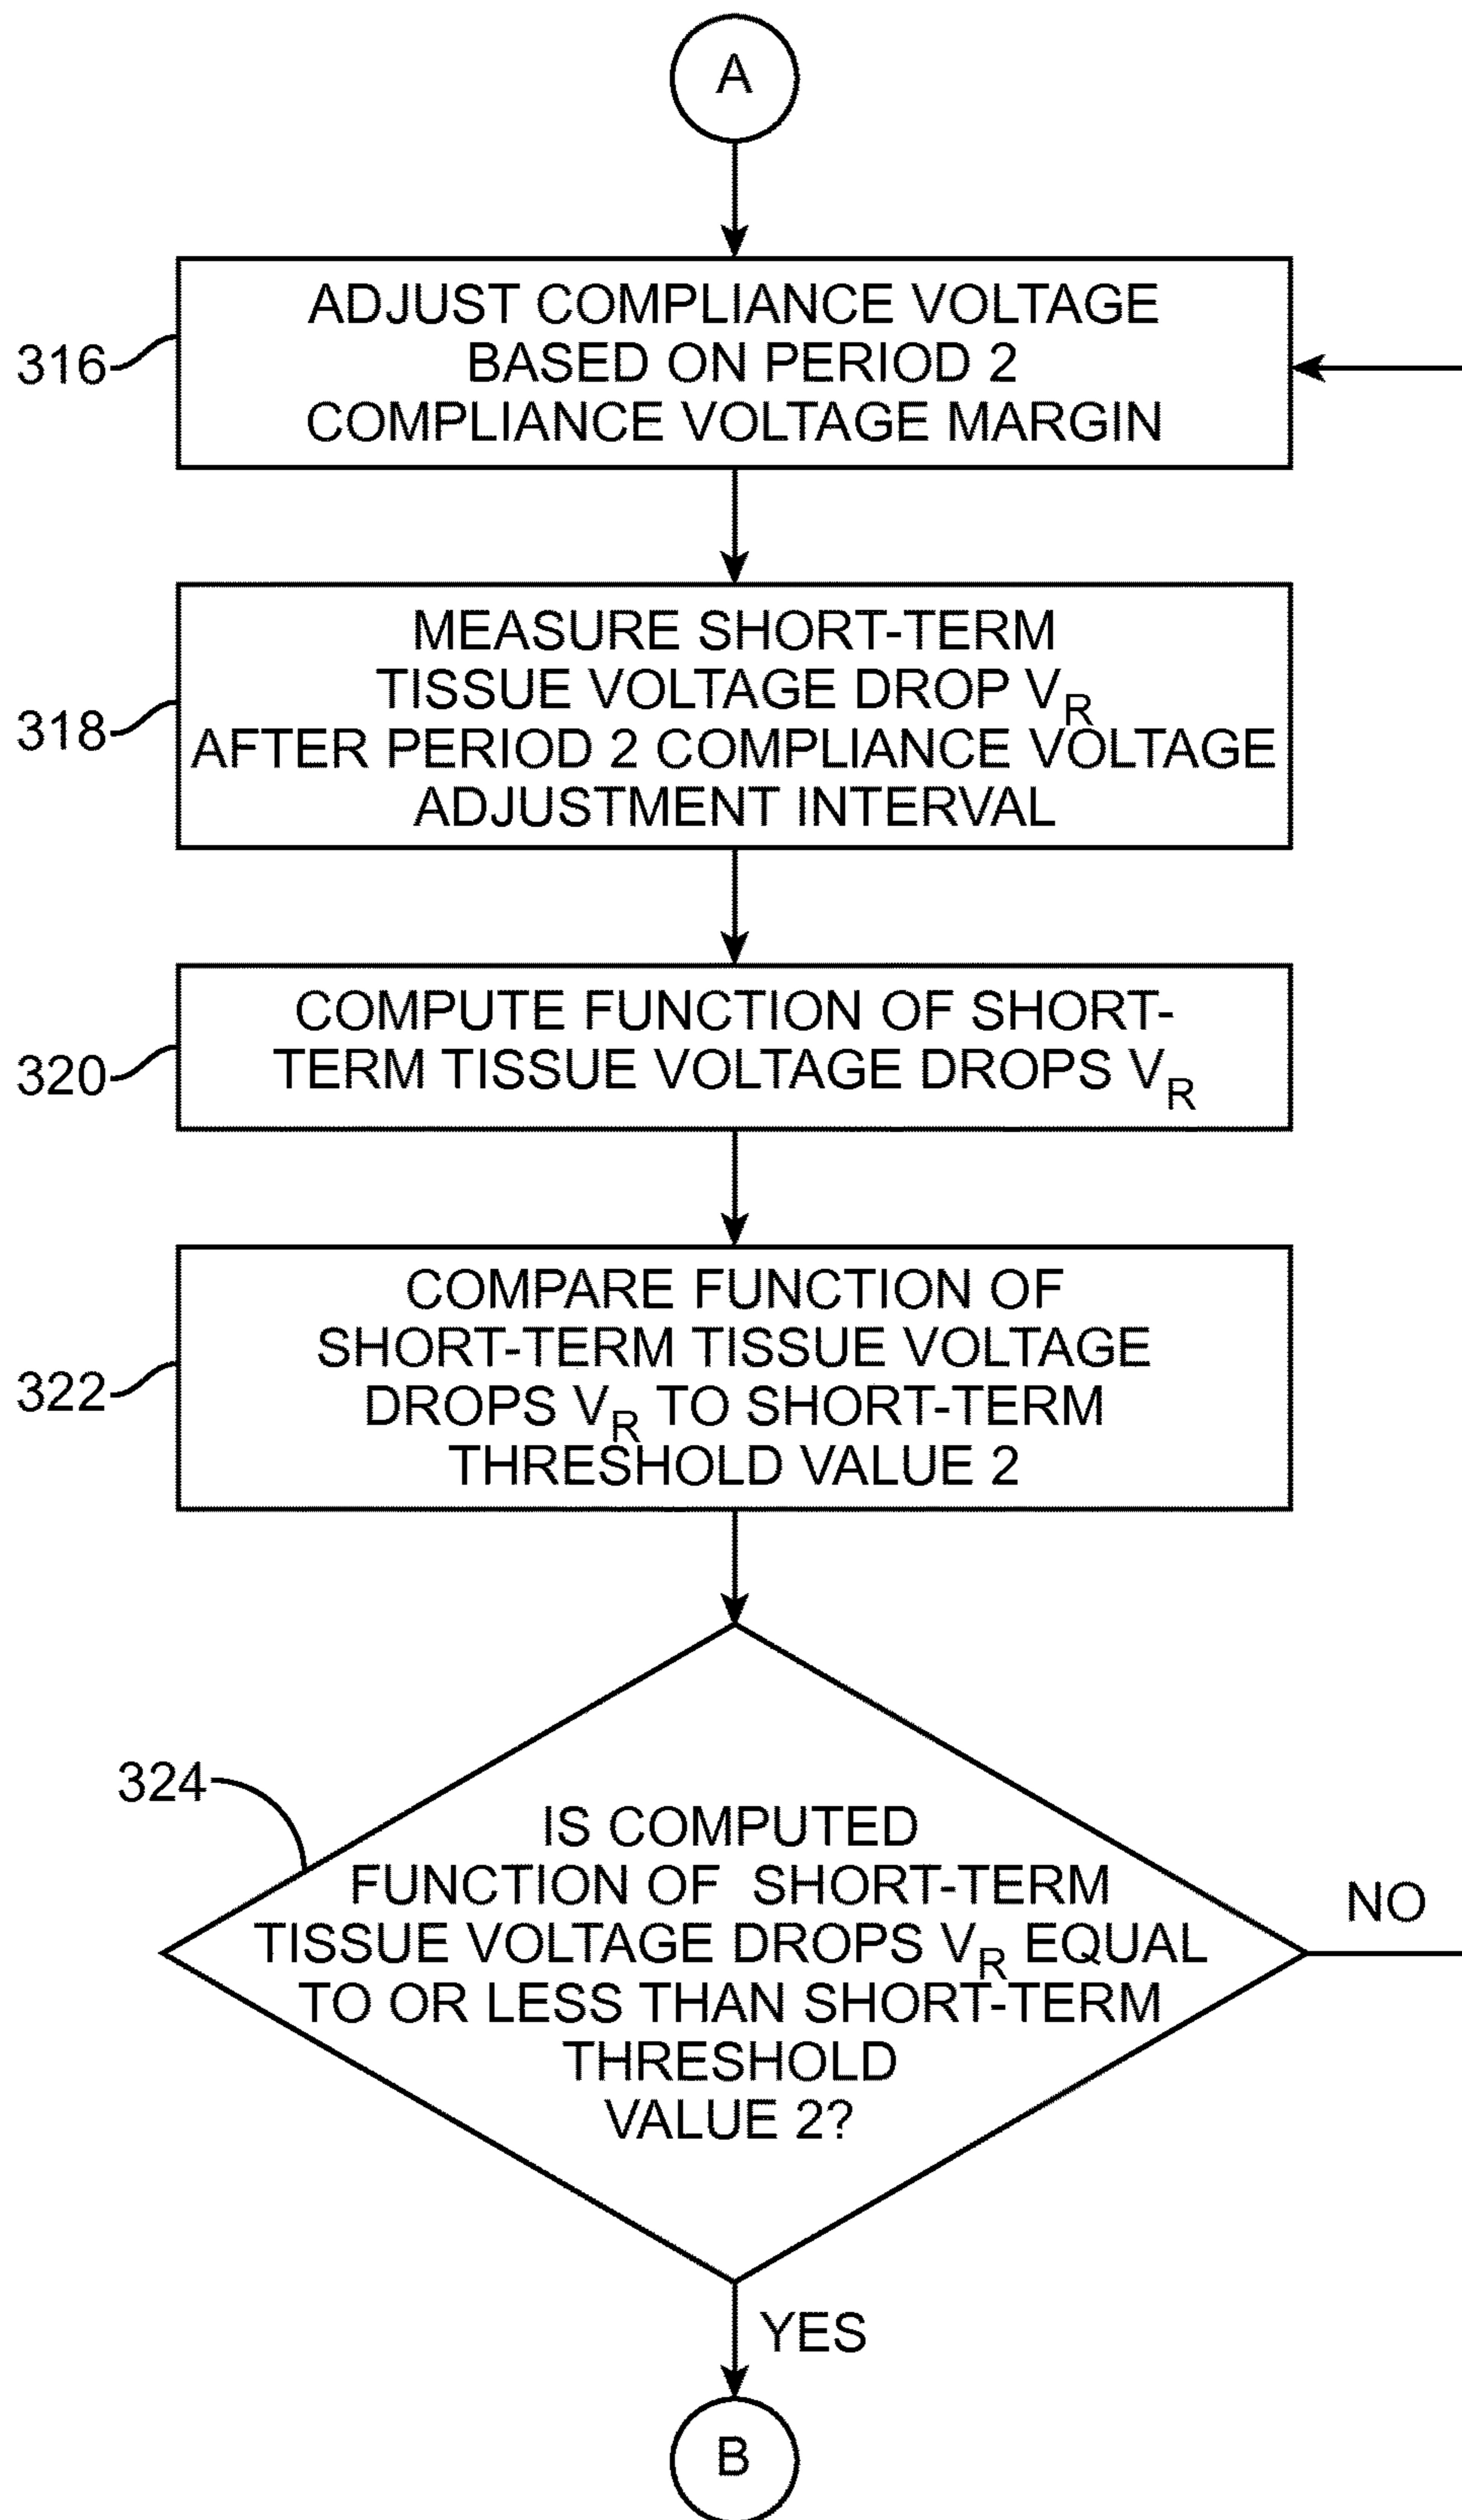 A
316
ADJUST COMPLIANCE VOLTAGE
BASED ON PERIOD 2
COMPLIANCE VOLTAGE MARGIN
318
MEASURE SHORT-TERM
TISSUE VOLTAGE DROP VR
AFTER PERIOD 2 COMPLIANCE VOLTAGE
ADJUSTMENT INTERVAL
320
COMPUTE FUNCTION OF SHORT-
TERM TISSUE VOLTAGE DROPS VR
322
COMPARE FUNCTION OF
SHORT-TERM TISSUE VOLTAGE
DROPS VR TO SHORT-TERM
THRESHOLD VALUE 2
324
IS COMPUTED
FUNCTION OF SHORT-TERM
TISSUE VOLTAGE DROPS VR EQUAL
TO OR LESS THAN SHORT-TERM
THRESHOLD
VALUE 2?
NO
YES
B